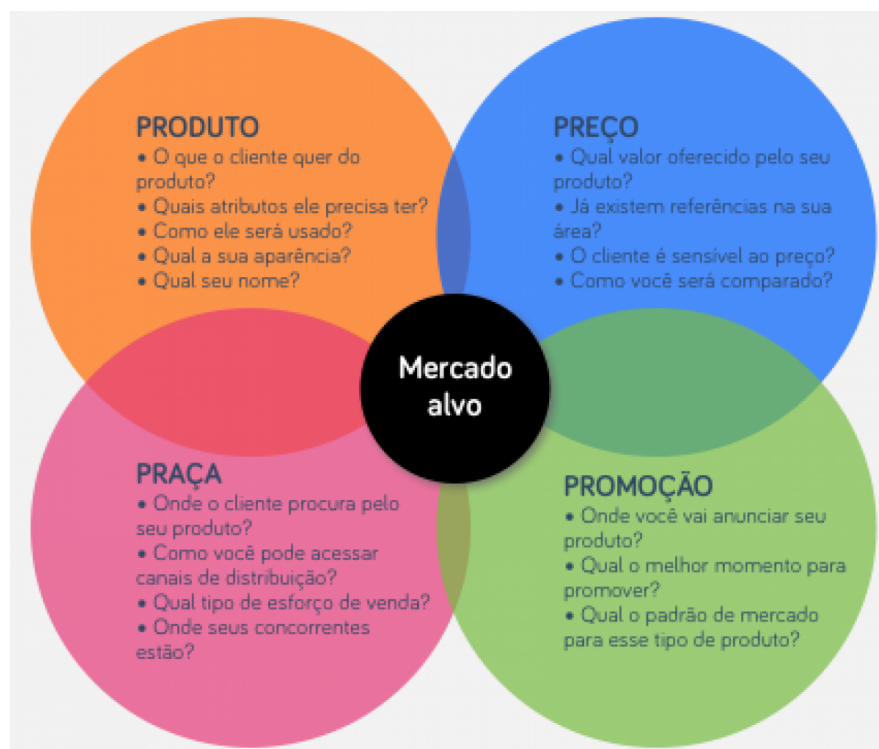 PRODUTO
• O que o cliente quer do
produto?
• Quais atributos ele precisa ter?
• Como ele será usado?
• Qual a sua aparência?
• Qual seu nome?
PREÇO
• Qual valor oferecido pelo seu
produto?
• Já existem referências na sua
área?
• O cliente é sensível ao preço?
• Como você será comparado?
Mercado
alvo
PRAÇA
• Onde o cliente procura pelo
seu produto?
• Como você pode acessar
canais de distribuição?
• Qual tipo de esforço de venda?
• Onde seus concorrentes
estão?
PROMOÇÃO
• Onde você vai anunciar seu
produto?
• Qual o melhor momento para
promover?
• Qual o padrão de mercado
para esse tipo de produto?